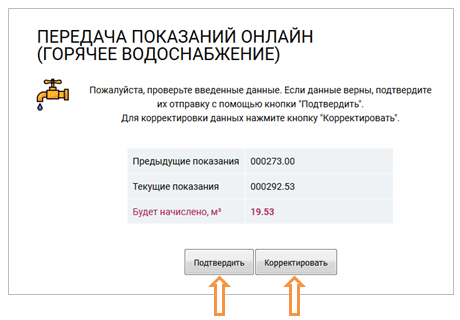 ПЕРЕДАЧА ПОКАЗАНИЙ ОНЛАЙН
(ГОРЯЧЕЕ ВОДОСНАБЖЕНИЕ)
Пожалуйста, проверьте введенные данные. Если данные верны, подтвердите
их отправку с помощью кнопки "Подтвердить".
Для корректировки данных нажмите кнопку "Корректировать".
Предыдущие показания 000273.00
Текущие показания 000292.53
Будет начислено, м³ 19.53
Подтвердить Корректировать